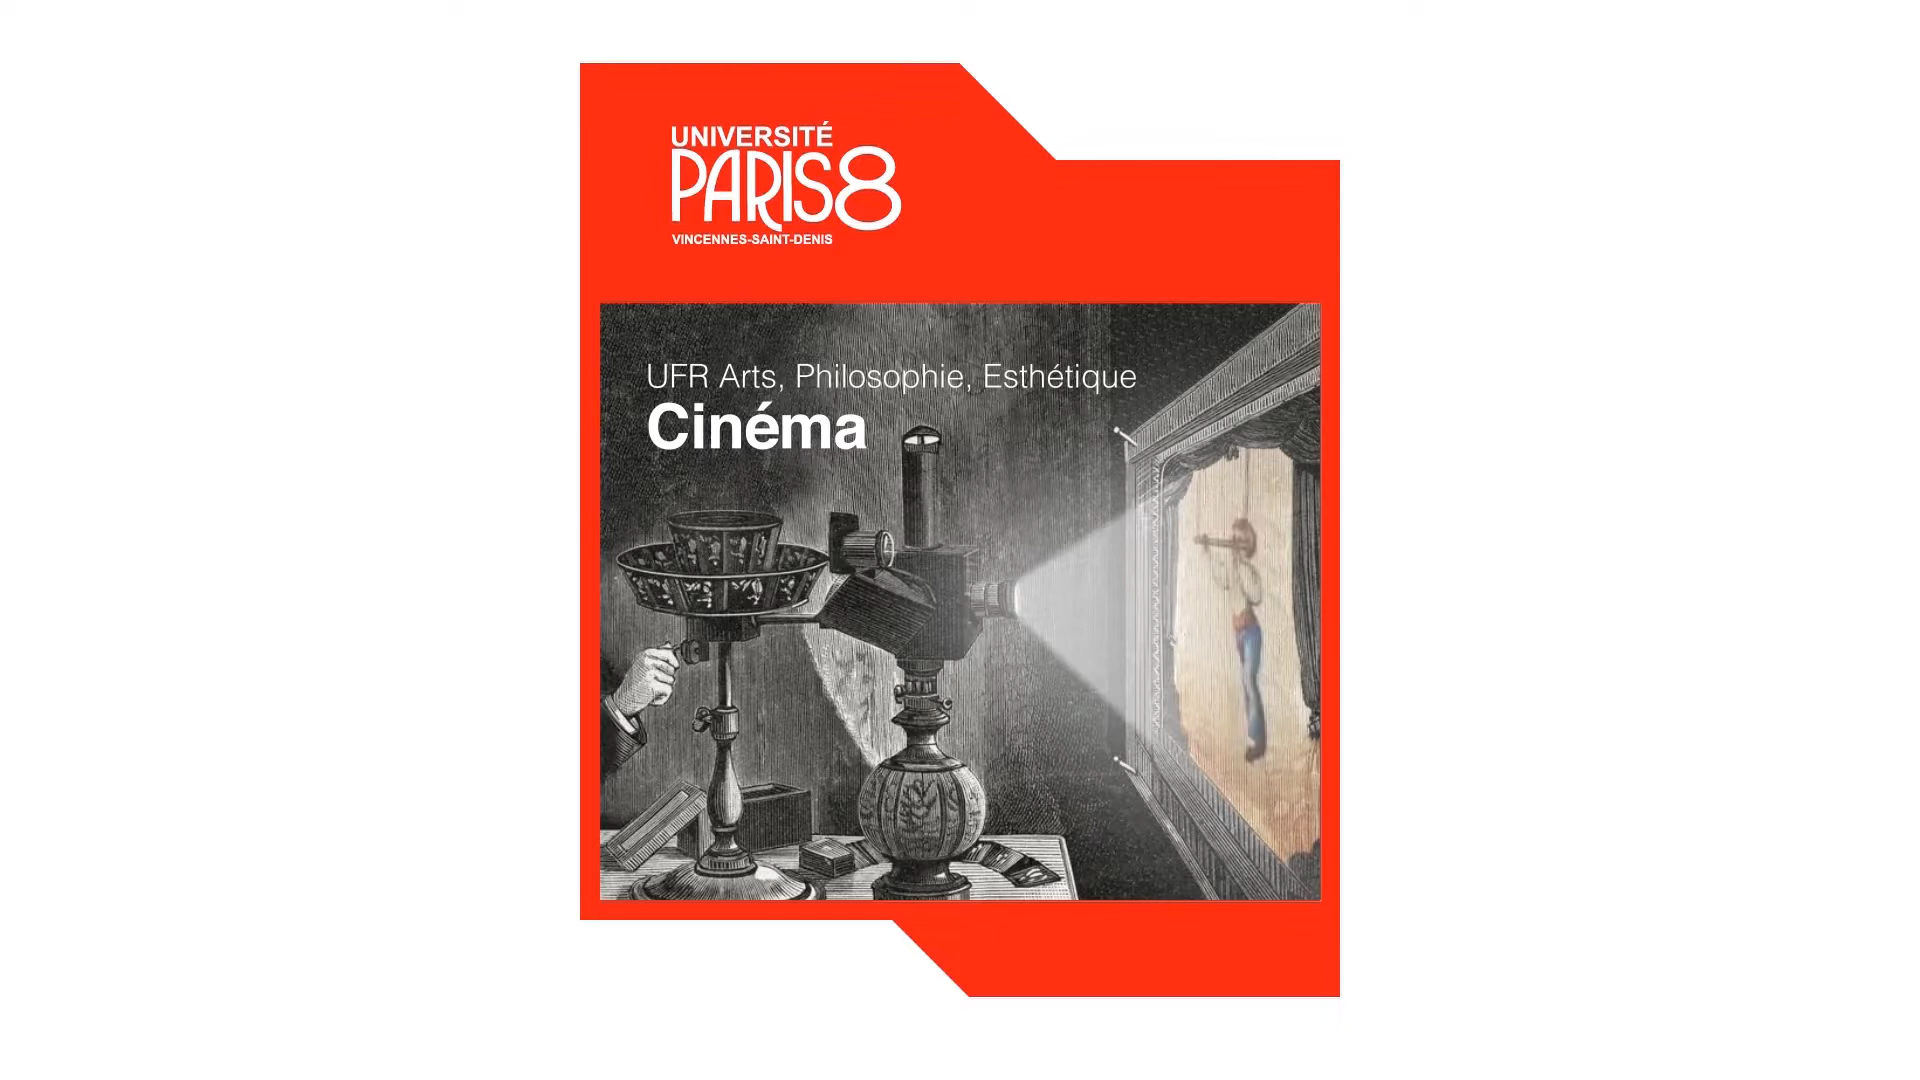 UNIVERSITÉ
PARIS8
VINCENNES-SAINT-DENIS
UFR Arts, Philosophie, Esthétique
Cinéma